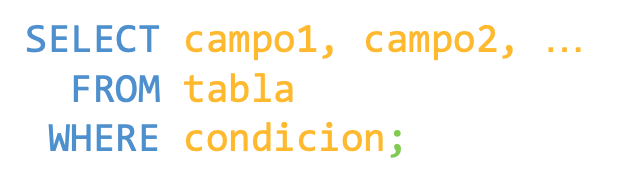 SELECT campo1, campo2, ...
FROM tabla
WHERE condicion;